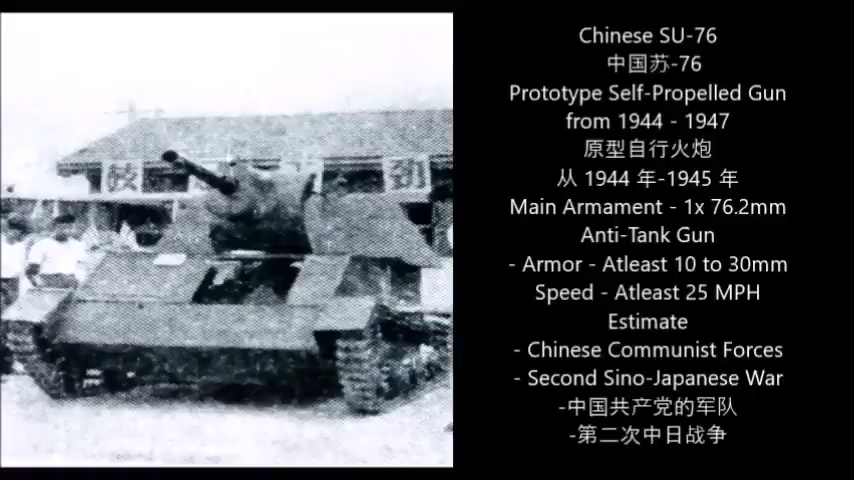 Chinese SU-76
中国苏-76
Prototype Self-Propelled Gun
from 1944 - 1947
原型自行火炮
从 1944 年-1945 年
Main Armament - 1x 76.2mm
Anti-Tank Gun
- Armor - Atleast 10 to 30mm
Speed - Atleast 25 MPH
Estimate
- Chinese Communist Forces
- Second Sino-Japanese War
-中国共产党的军队
-第二次中日战争